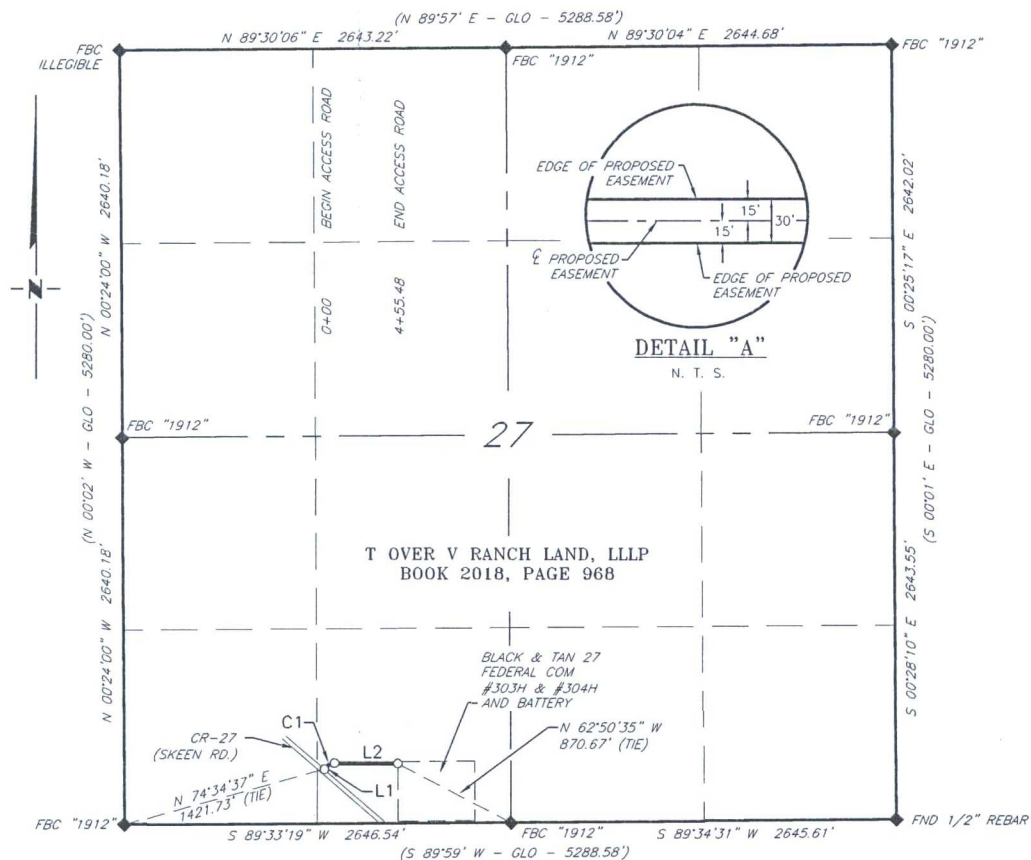 (N 89°57' E - GLO - 5288.58')
N 89°30'06" E 2643.22'
N 89°30'04" E 2644.68'
FBC
ILLEGIBLE
FBC "1912"
FBC "1912"
N
N 00°24'00" W 2640.18'
(N 00°02' W - GLO - 5280.00')
BEGIN ACCESS ROAD
0+00
END ACCESS ROAD
4+55.48
EDGE OF PROPOSED
EASEMENT
15'
15'
30'
℄ PROPOSED
EASEMENT
EDGE OF PROPOSED
EASEMENT
DETAIL "A"
N. T. S.
S 00°25'17" E 2642.02'
(S 00°01' E - GLO - 5280.00')
FBC "1912"
27
FBC "1912"
N 00°24'00" W 2640.18'
T OVER V RANCH LAND, LLLP
BOOK 2018, PAGE 968
S 00°28'10" E 2643.55'
BLACK & TAN 27
FEDERAL COM
#303H & #304H
AND BATTERY
N 62°50'35" W
870.67' (TIE)
CR-27
(SKEEN RD.)
C1
L2
L1
N 74°34'37" E
1421.73' (TIE)
FBC "1912"
S 89°33'19" W 2646.54'
FBC "1912"
S 89°34'31" W 2645.61'
FND 1/2" REBAR
(S 89°59' W - GLO - 5288.58')